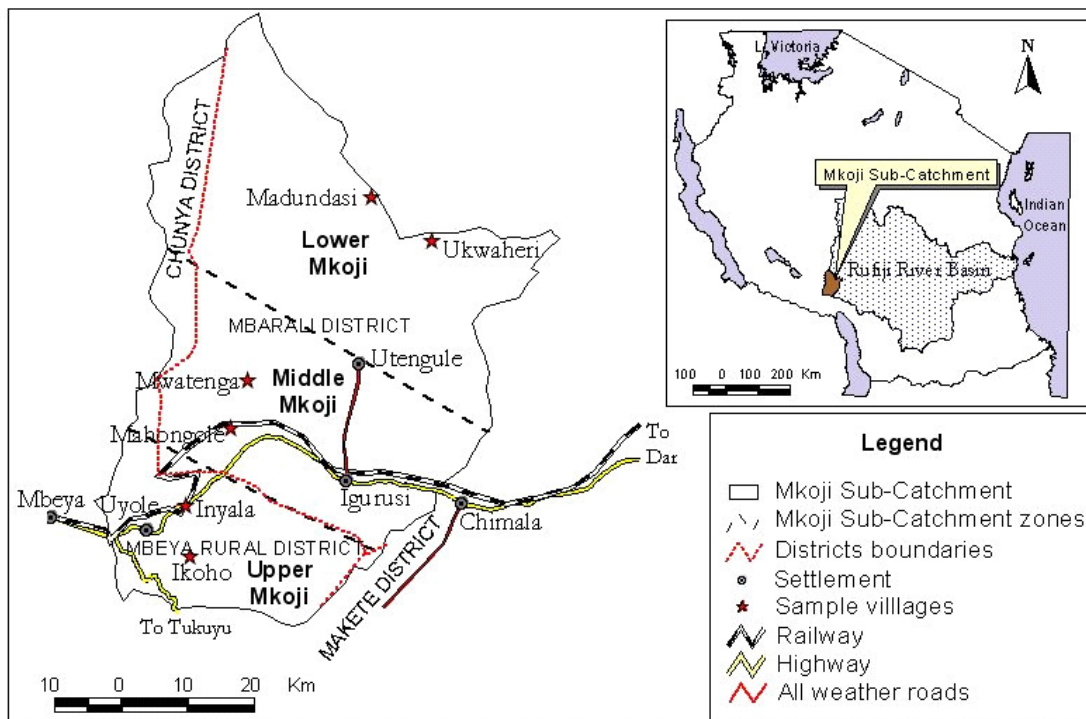 CHUNYA DISTRICT
Madundasi
Lower
Mkoji
Ukwaheri
MBARALI DISTRICT
Utengule
Mwatenga
Middle
Mkoji
Mahongole
To
Dar
Mbeya
Uyole
Inyala
Igurusi
Chimala
MBEYA RURAL DISTRICT
Ikoho
Upper
Mkoji
MAKETE DISTRICT
To Tukuyu
10 0 10 20 Km
L. Victoria
N
Mkoji Sub-Catchment
Indian
Ocean
Rufiji River Basin
100 0 100 200 Km
Legend
Mkoji Sub-Catchment
Mkoji Sub-Catchment zones
Districts boundaries
Settlement
Sample villlages
Railway
Highway
All weather roads